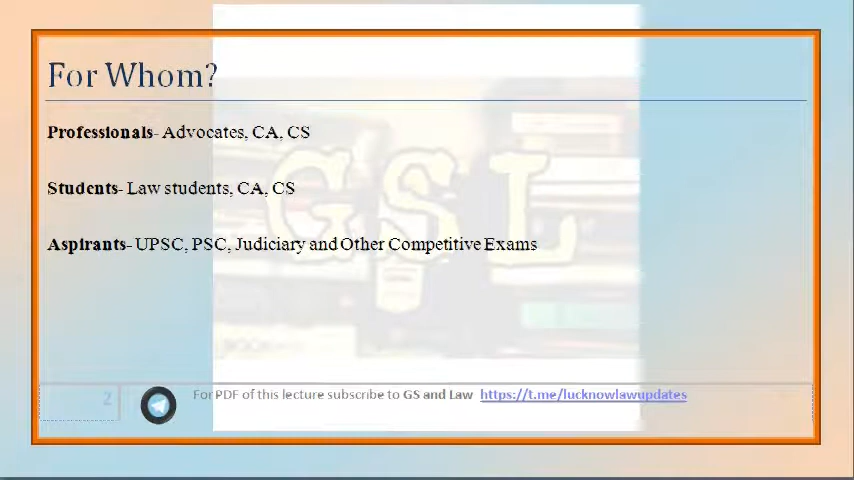 For Whom?
Professionals- Advocates, CA, CS
Students- Law students, CA, CS
GSL
Aspirants- UPSC, PSC, Judiciary and Other Competitive Exams
2
For PDF of this lecture subscribe to GS and Law https://t.me/lucknowlawupdates